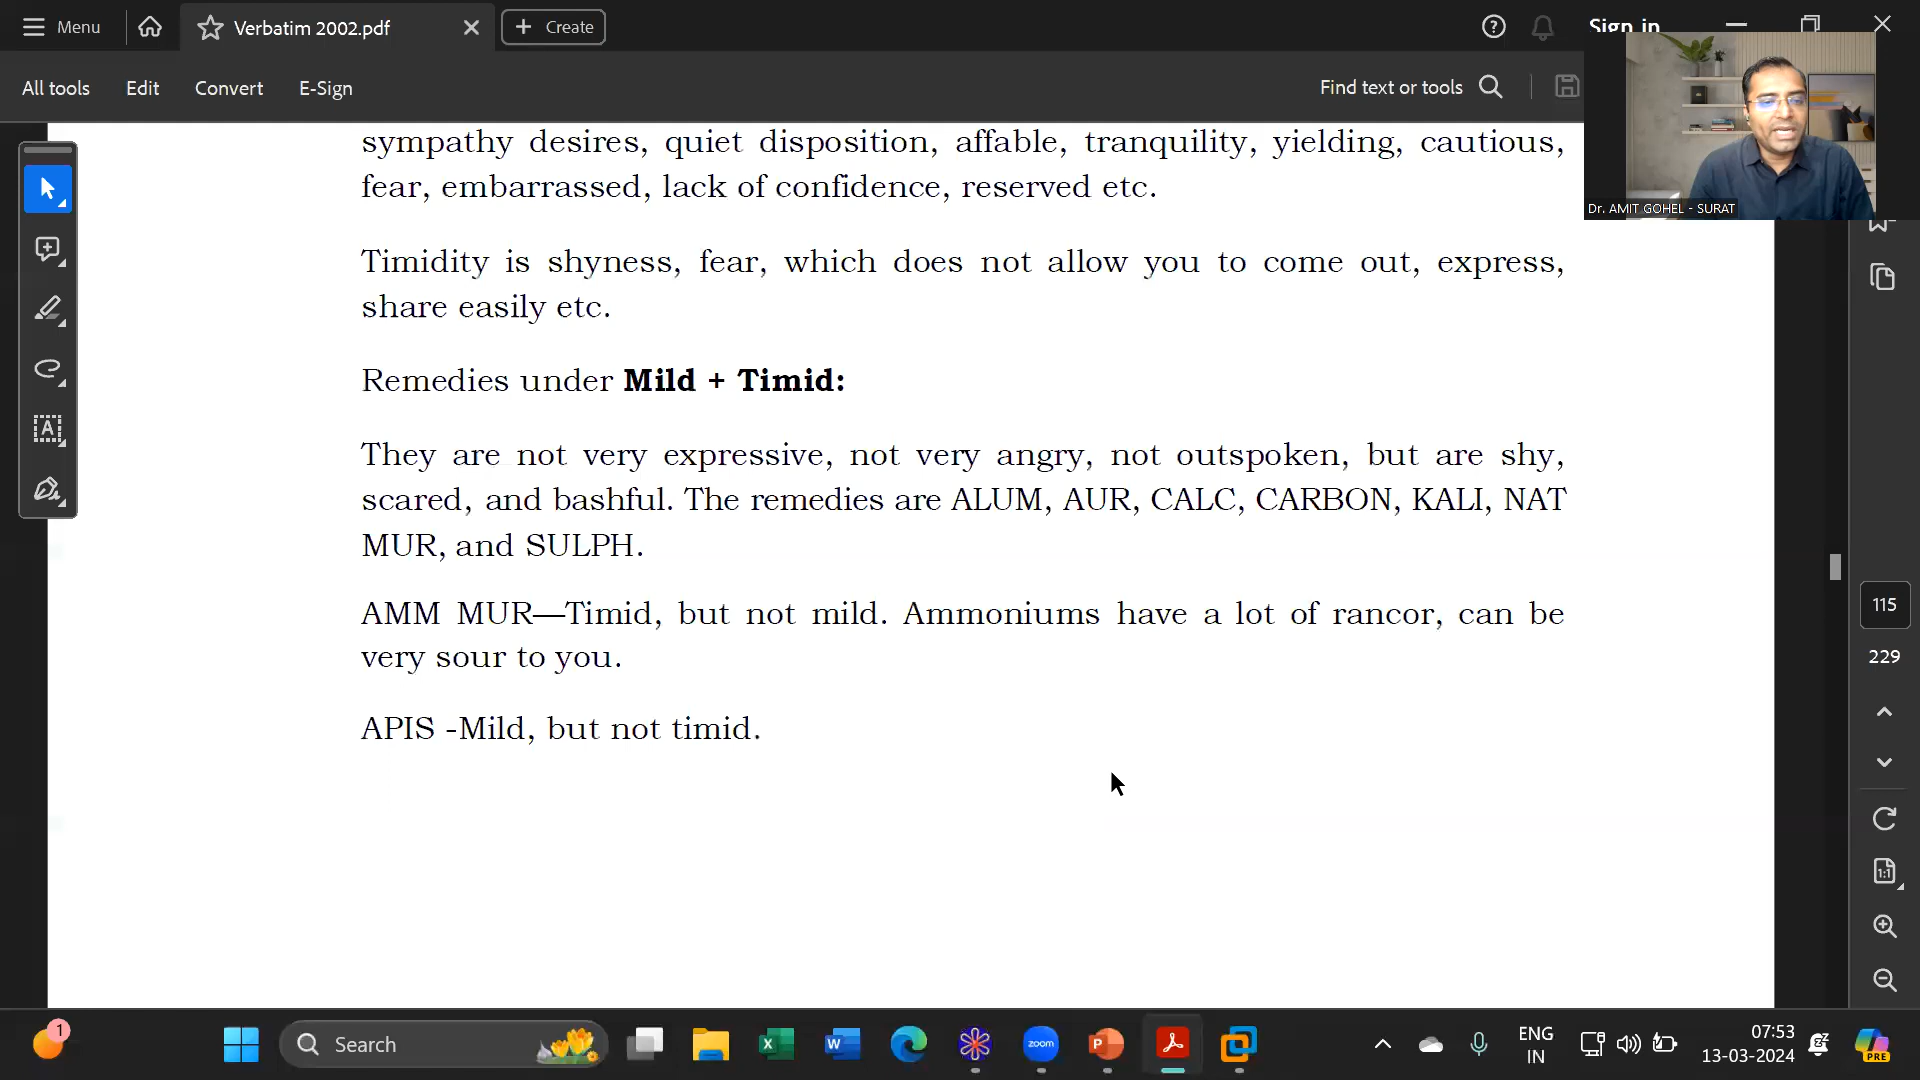 Menu
Verbatim 2002.pdf
Create
Sign in
All tools
Edit
Convert
E-Sign
Find text or tools
Dr. AMIT GOHEL - SURAT
sympathy desires, quiet disposition, affable, tranquility, yielding, cautious,
fear, embarrassed, lack of confidence, reserved etc.
Timidity is shyness, fear, which does not allow you to come out, express,
share easily etc.
Remedies under Mild + Timid:
They are not very expressive, not very angry, not outspoken, but are shy,
scared, and bashful. The remedies are ALUM, AUR, CALC, CARBON, KALI, NAT
MUR, and SULPH.
AMM MUR—Timid, but not mild. Ammoniums have a lot of rancor, can be
very sour to you.
APIS -Mild, but not timid.
115
229
1:1
1
Search
zoom
ENG
IN
07:53
13-03-2024
PRE